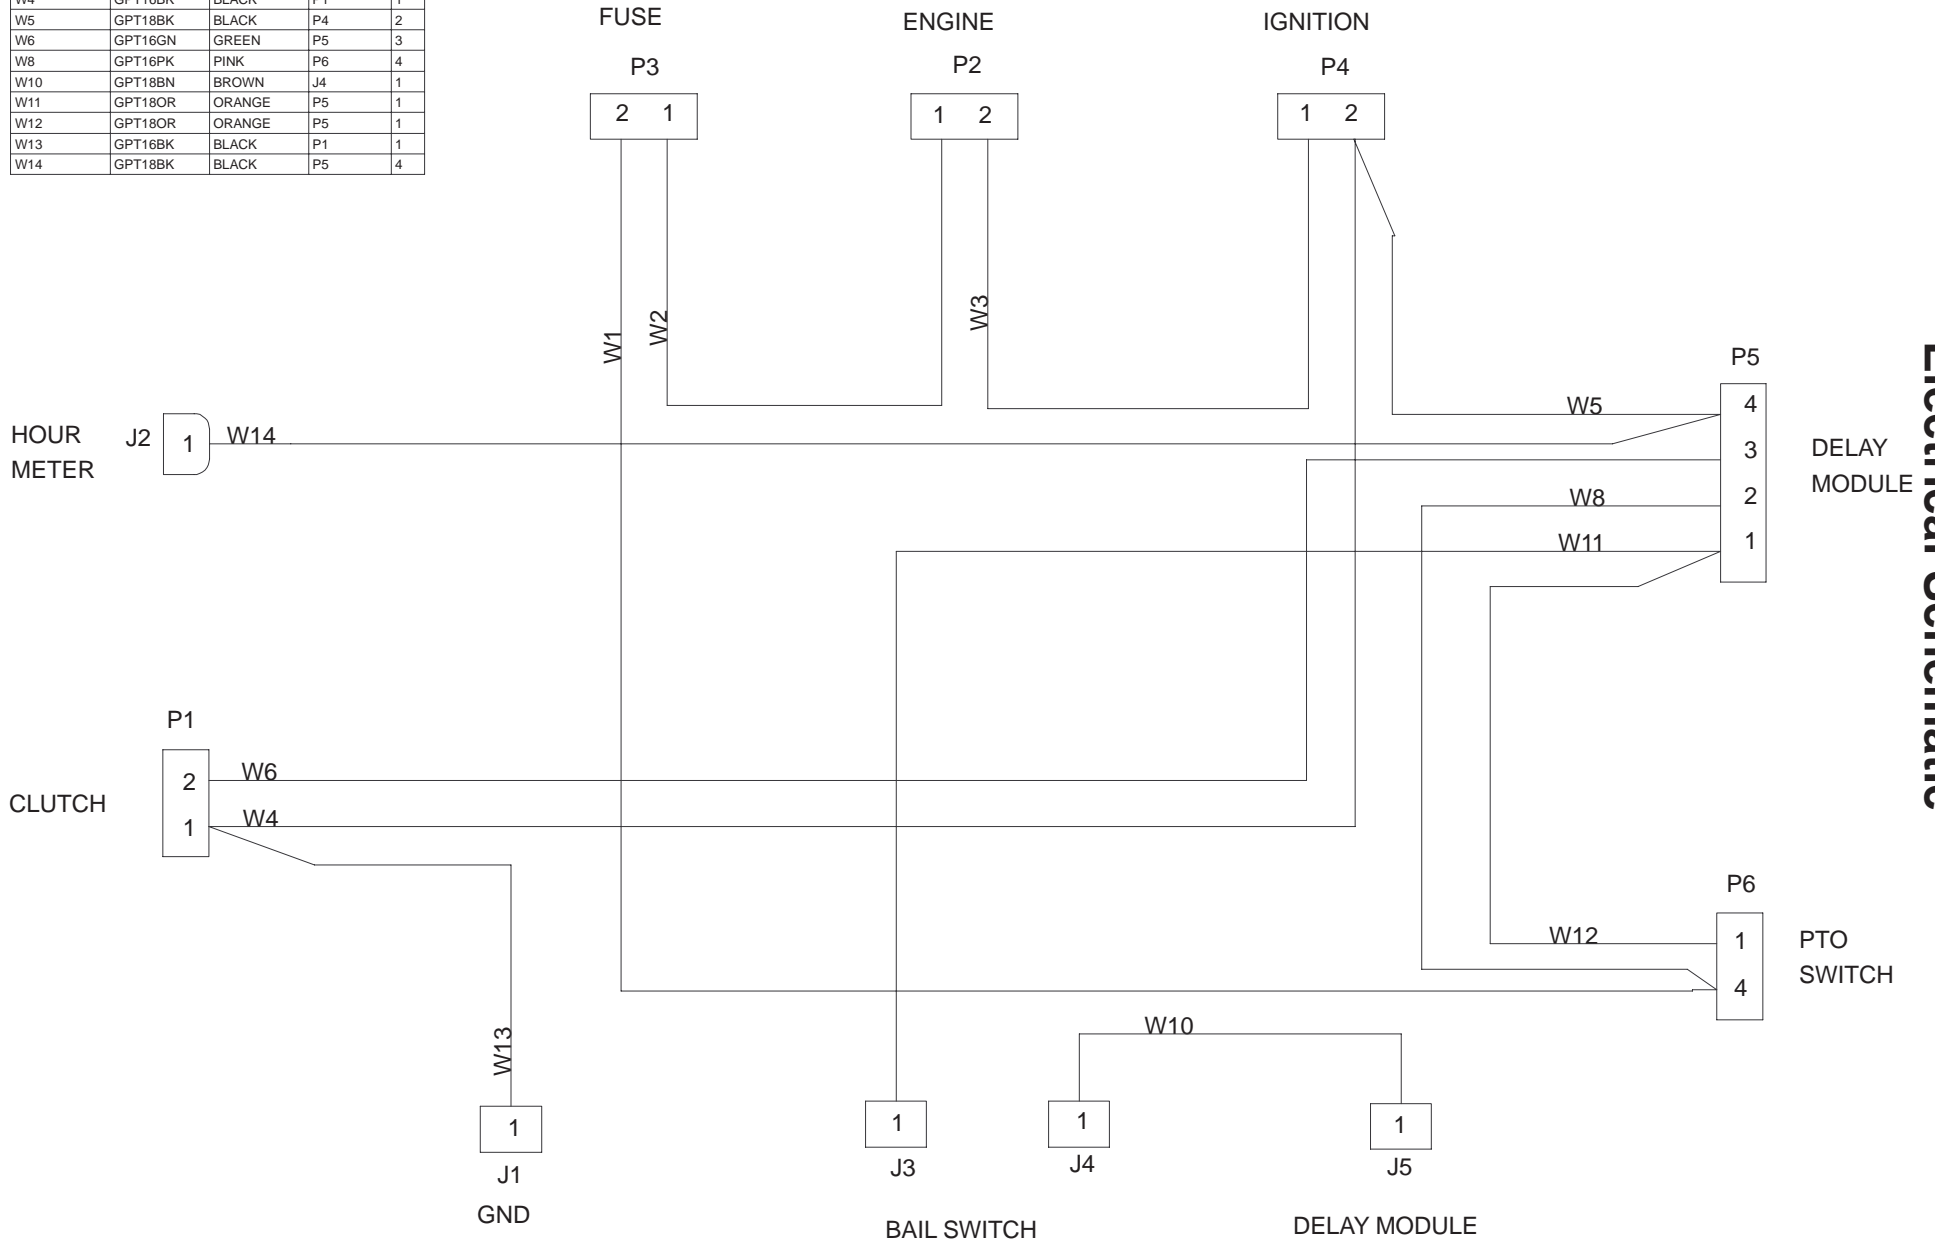 W4 GPT16BK BLACK P1 1
W5 GPT18BK BLACK P4 2
W6 GPT16GN GREEN P5 3
W8 GPT16PK PINK P6 4
W10 GPT18BN BROWN J4 1
W11 GPT18OR ORANGE P5 1
W12 GPT18OR ORANGE P5 1
W13 GPT16BK BLACK P1 1
W14 GPT18BK BLACK P5 4
FUSE
P3
2 1
ENGINE
P2
1 2
IGNITION
P4
1 2
W1
W2
W3
HOUR
METER
J2
1
W14
W5
W8
W11
P5
4
3
2
1
DELAY
MODULE
Electrical Schematic
P1
CLUTCH
2
1
W6
W4
W13
1
J1
GND
P6
W12
1
4
PTO
SWITCH
W10
1
J3
1
J4
BAIL SWITCH
1
J5
DELAY MODULE